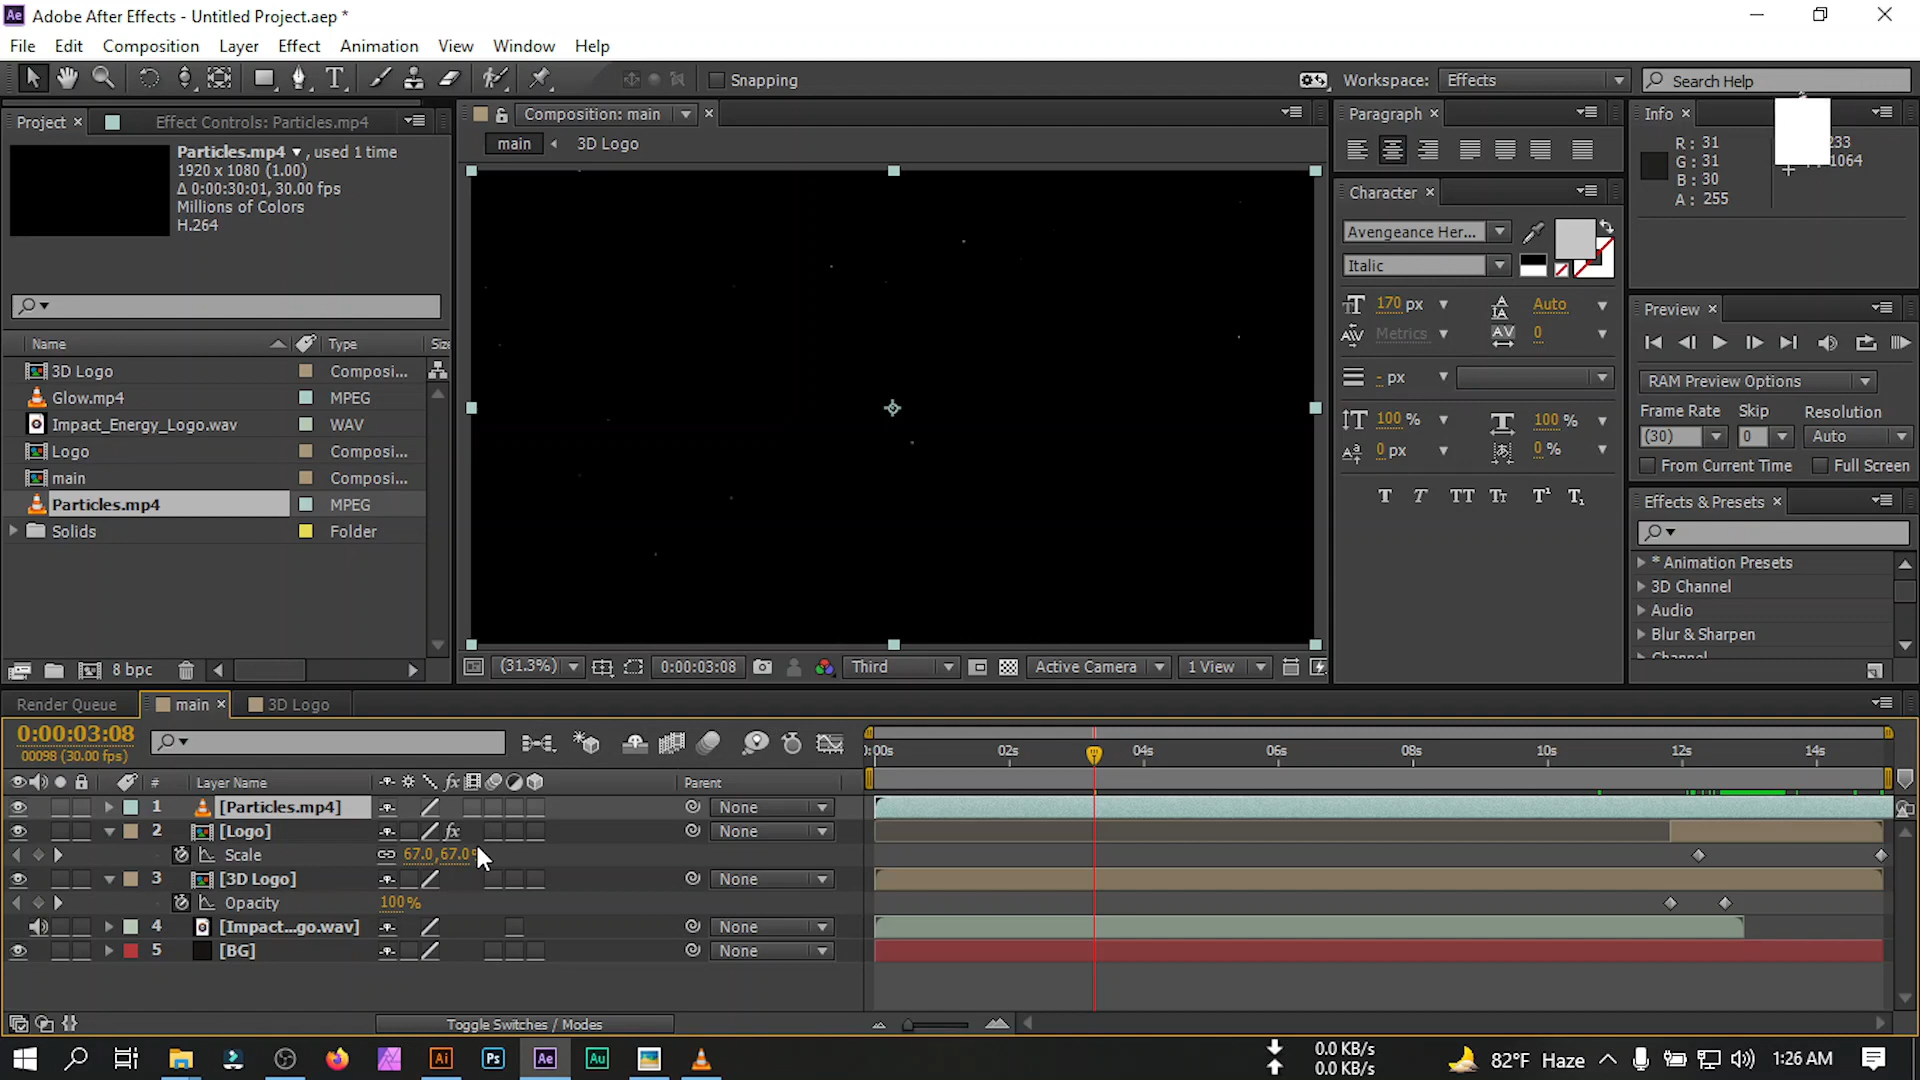 Adobe After Effects - Untitled Project.aep *
File Edit Composition Layer Effect Animation View Window Help
Snapping Workspace: Effects Search Help
Project × Effect Controls: Particles.mp4
Particles.mp4 ▼ , used 1 time
1920 x 1080 (1.00)
Δ 0:00:30:01, 30.00 fps
Millions of Colors
H.264
Name Type Size
3D Logo Composi...
Glow.mp4 MPEG
Impact_Energy_Logo.wav WAV
Logo Composi...
main Composi...
Particles.mp4 MPEG
Solids Folder
8 bpc
Composition: main ×
main 3D Logo
(31.3%) 0:00:03:08 Third Active Camera 1 View
Paragraph ×
Character ×
Avengeance Her...
Italic
170 px Auto
Metrics 0
- px
100 % 100 %
0 px 0 %
T T TT Tr T¹ T₁
Info ×
R: 31
G: 31
B: 30
A: 255
233
1064
Preview ×
RAM Preview Options
Frame Rate Skip Resolution
(30) 0 Auto
From Current Time Full Screen
Effects & Presets ×
* Animation Presets
3D Channel
Audio
Blur & Sharpen
Channel
Render Queue main × 3D Logo
0:00:03:08
00098 (30.00 fps)
:00s 02s 04s 06s 08s 10s 12s 14s
# Layer Name fx Parent
1 [Particles.mp4] None
2 [Logo] fx None
Scale 67.0,67.0%
3 [3D Logo] None
Opacity 100%
4 [Impact...go.wav] None
5 [BG] None
Toggle Switches / Modes
Ai Ps Ae Au
0.0 KB/s
0.0 KB/s
82°F Haze 1:26 AM